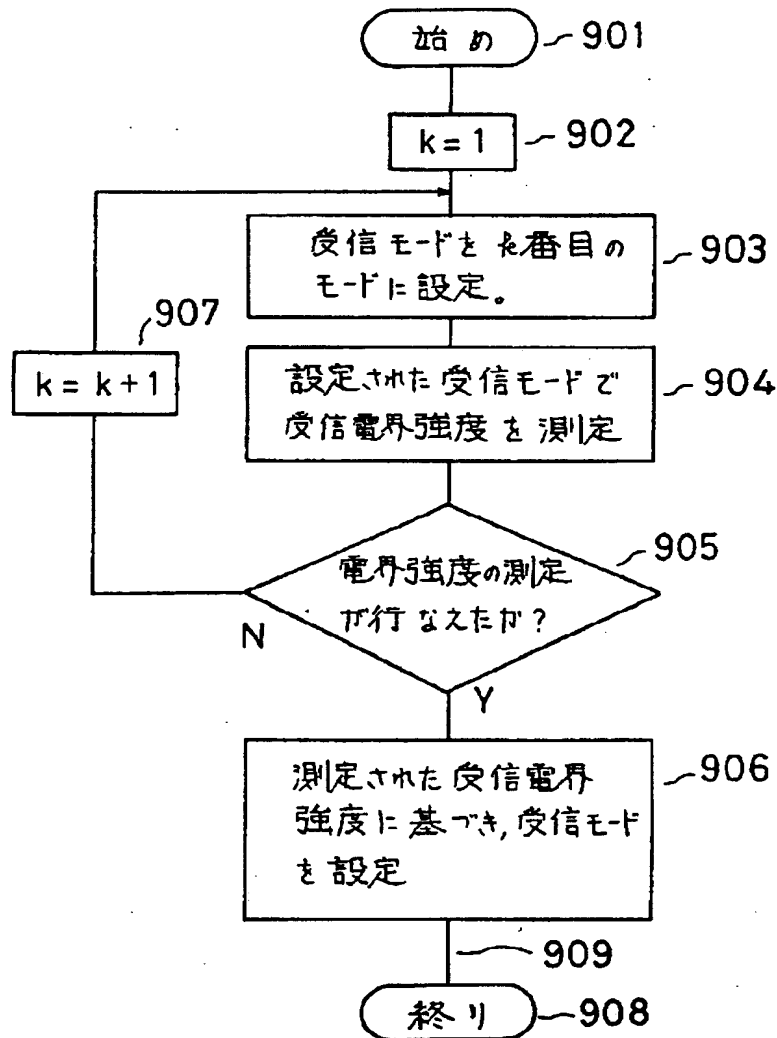 始め
901
k=1
902
受信モードをk番目の
モードに設定。
903
907
k=k+1
設定された受信モードで
受信電界強度を測定
904
電界強度の測定
が行なえたか?
905
N
Y
測定された受信電界
強度に基づき,受信モード
を設定
906
909
終り
908